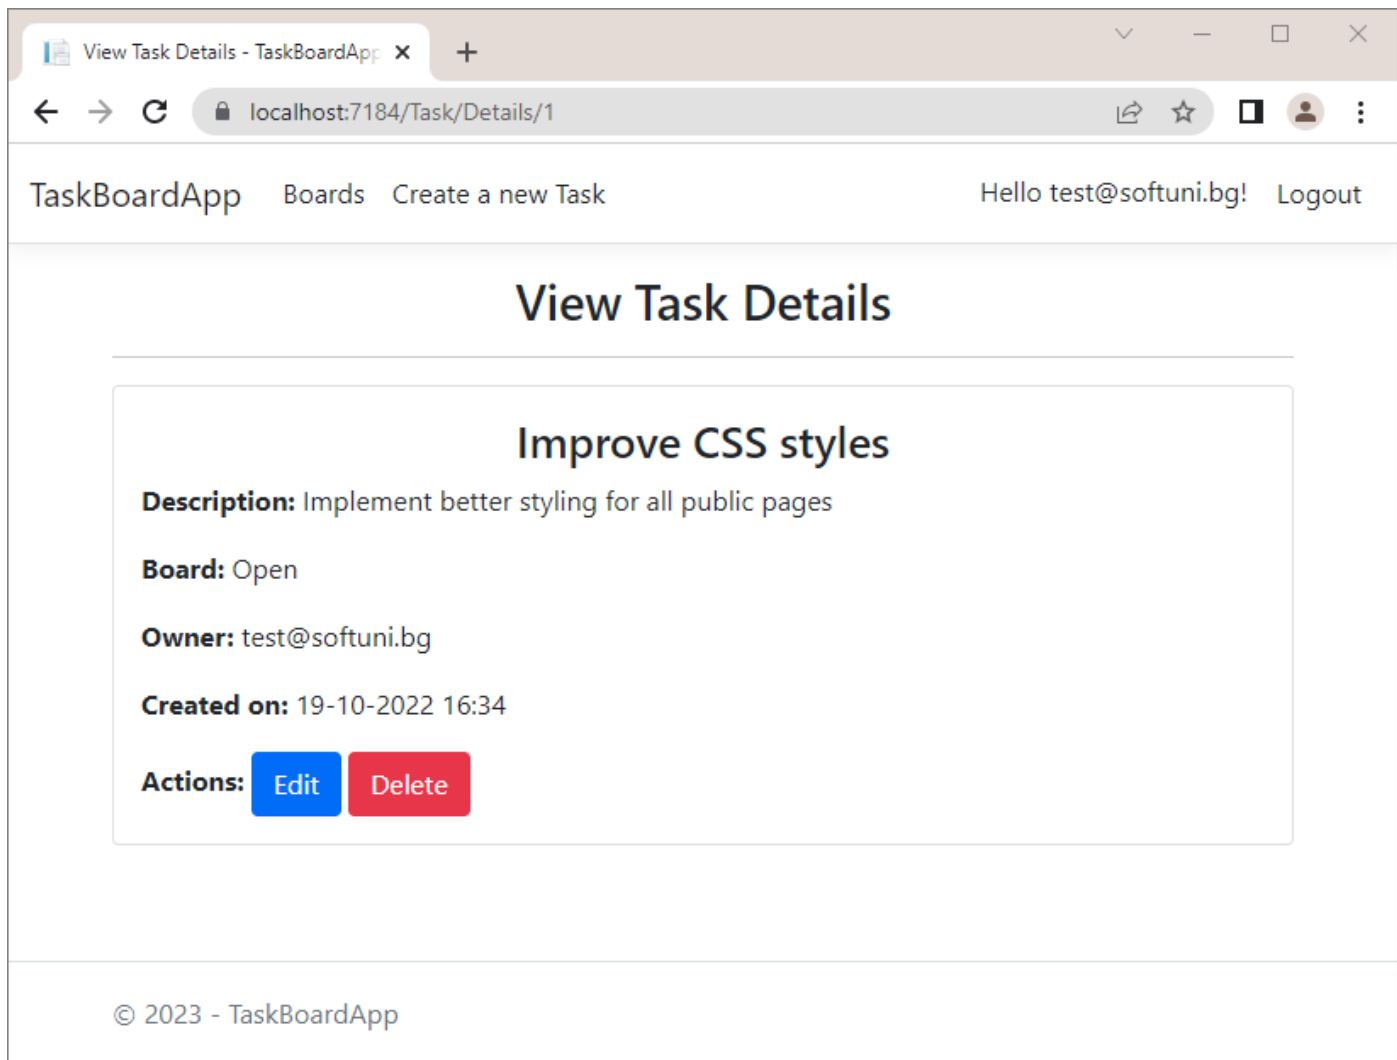 View Task Details - TaskBoardApp
localhost:7184/Task/Details/1
TaskBoardApp Boards Create a new Task Hello test@softuni.bg! Logout
View Task Details
Improve CSS styles
Description: Implement better styling for all public pages
Board: Open
Owner: test@softuni.bg
Created on: 19-10-2022 16:34
Actions: Edit Delete
© 2023 - TaskBoardApp